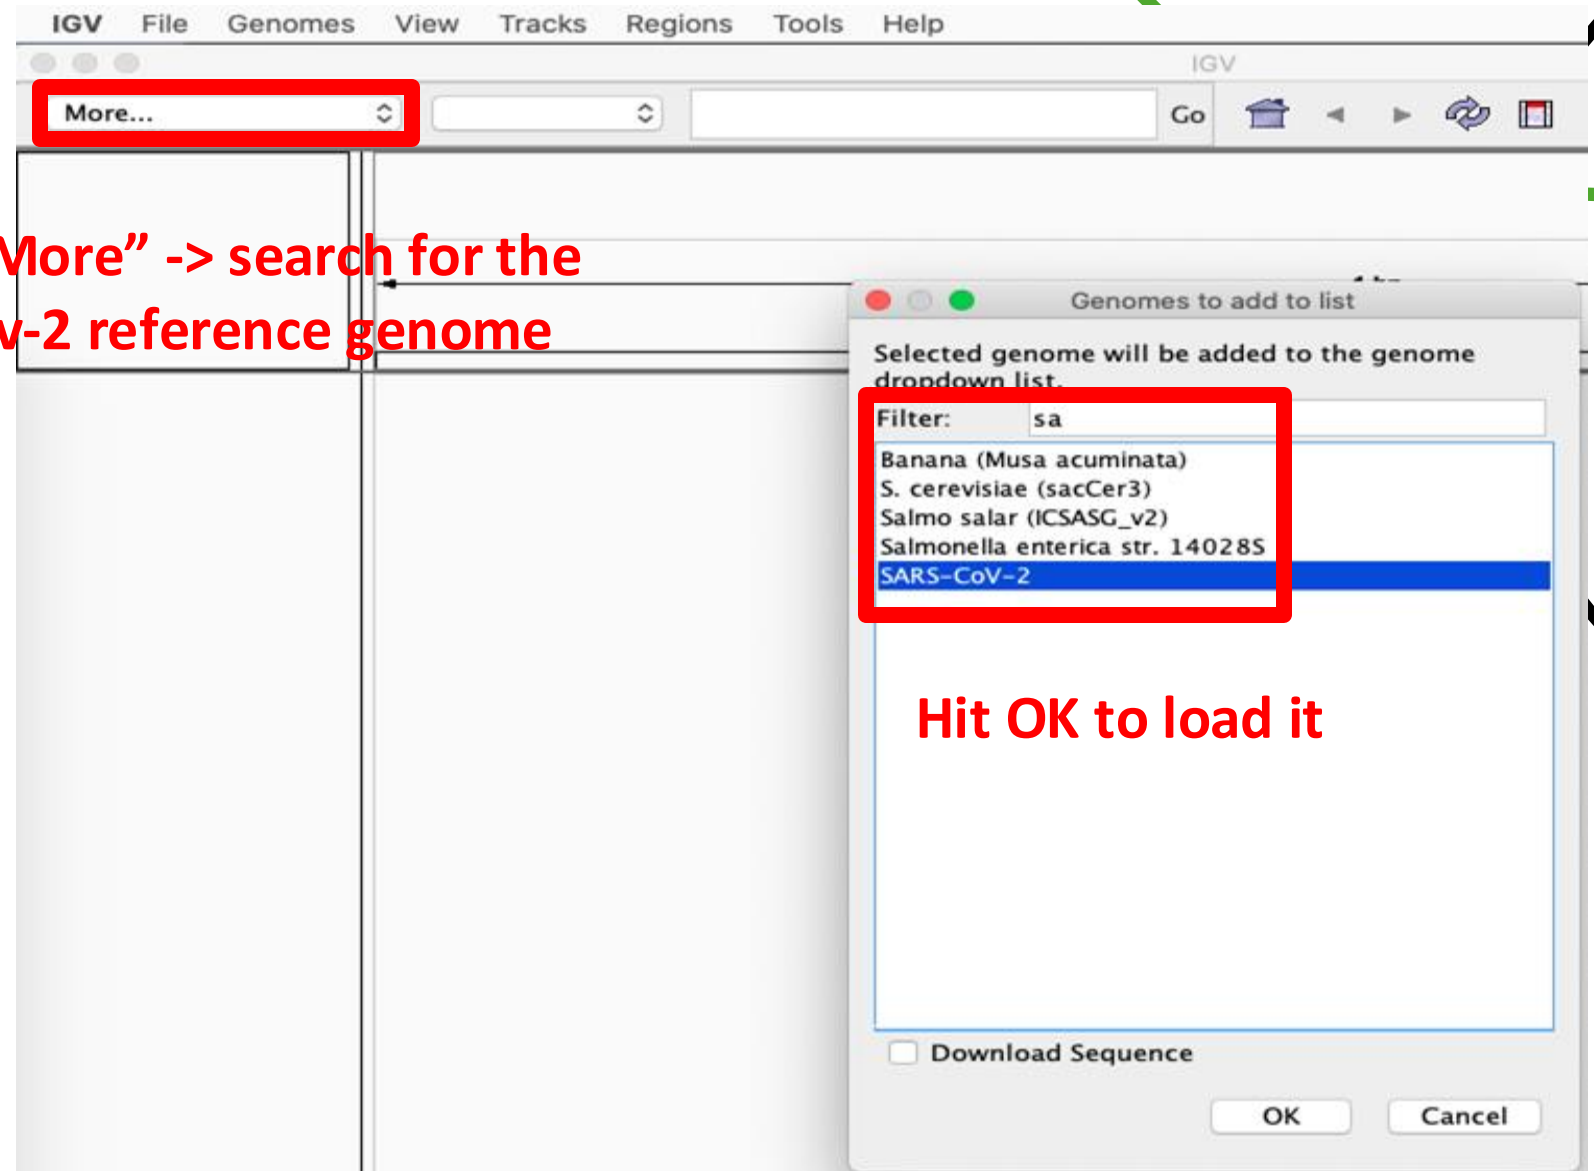 IGV File Genomes View Tracks Regions Tools Help
IGV
More...
Go
More” -> search for the
v-2 reference genome
Genomes to add to list
Selected genome will be added to the genome
dropdown list.
Filter: sa
Banana (Musa acuminata)
S. cerevisiae (sacCer3)
Salmo salar (ICSASG_v2)
Salmonella enterica str. 14028S
SARS-CoV-2
Hit OK to load it
Download Sequence
OK Cancel